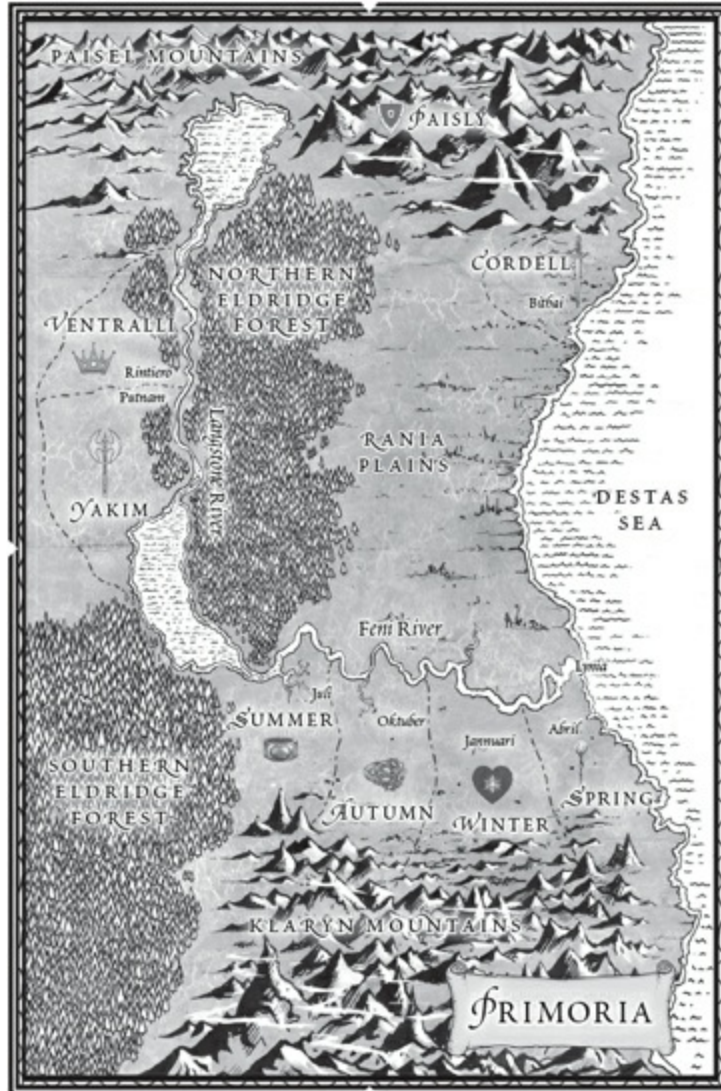 PAISEL MOUNTAINS
PAISLY
CORDELL
Bithai
NORTHERN
ELDRIDGE
FOREST
VENTRALLI
Rintiero
Putnam
Langstone River
RANIA
PLAINS
YAKIM
DESTAS
SEA
Feni River
Lynia
Juli
SUMMER
Oktuber
Jannuari
Abril
SOUTHERN
ELDRIDGE
FOREST
AUTUMN
WINTER
SPRING
KLARYN MOUNTAINS
PRIMORIA